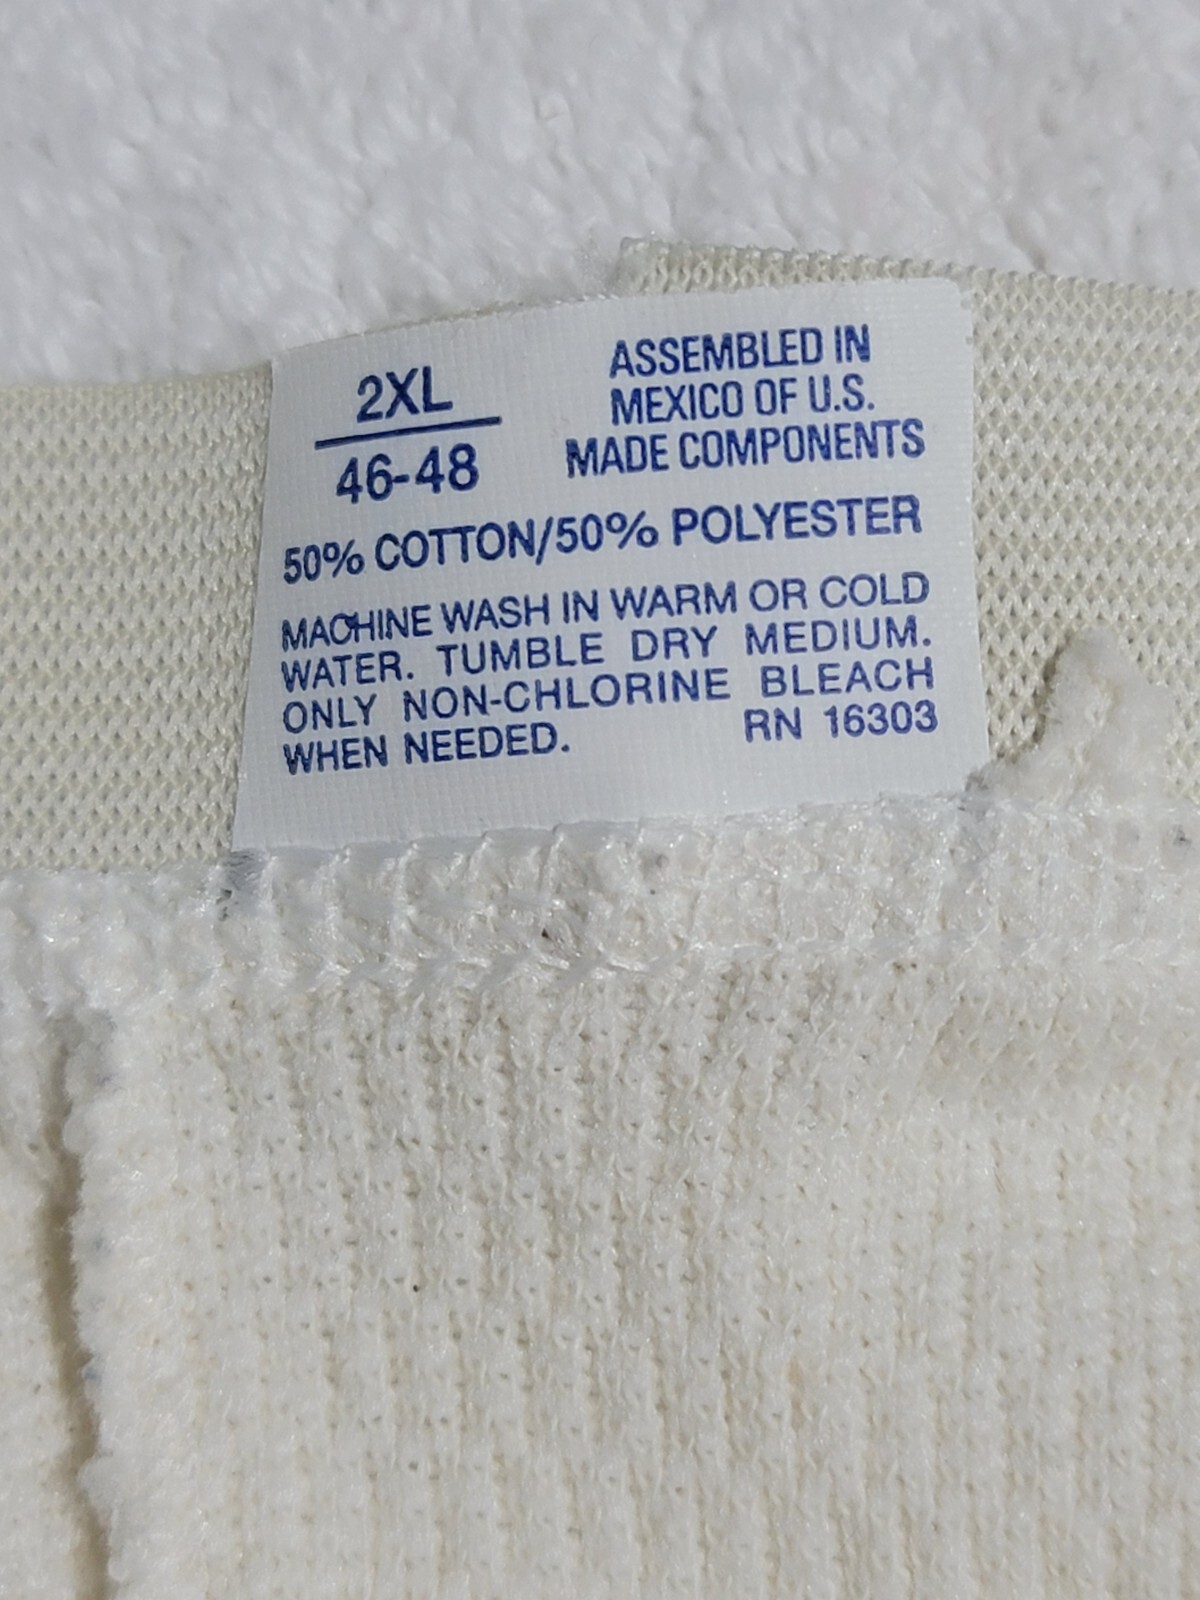 2XL
46-48
ASSEMBLED IN
MEXICO OF U.S.
MADE COMPONENTS
50% COTTON/50% POLYESTER
MACHINE WASH IN WARM OR COLD
WATER. TUMBLE DRY MEDIUM.
ONLY NON-CHLORINE BLEACH
WHEN NEEDED. RN 16303